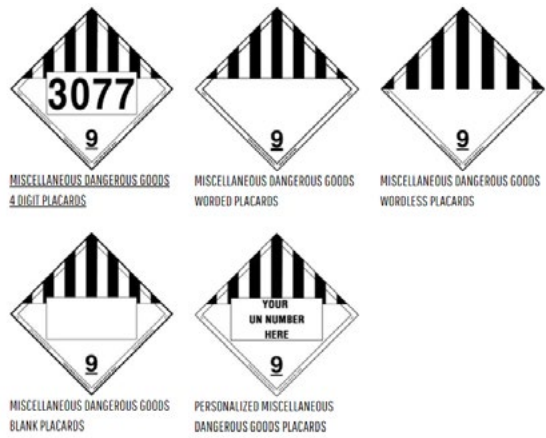 3077
9
MISCELLANEOUS DANGEROUS GOODS
4 DIGIT PLACARDS
9
MISCELLANEOUS DANGEROUS GOODS
WORDED PLACARDS
9
MISCELLANEOUS DANGEROUS GOODS
WORDLESS PLACARDS
9
MISCELLANEOUS DANGEROUS GOODS
BLANK PLACARDS
YOUR
UN NUMBER
HERE
9
PERSONALIZED MISCELLANEOUS
DANGEROUS GOODS PLACARDS